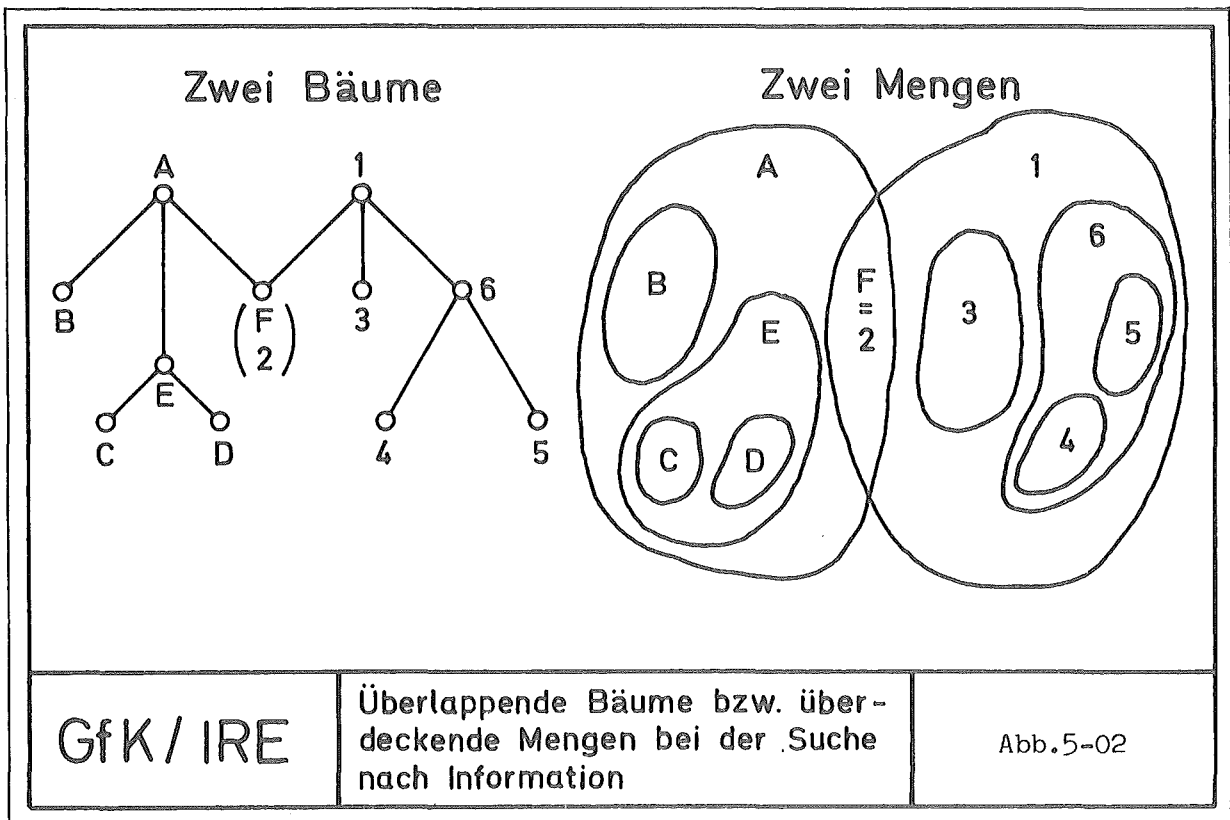 Zwei Bäume
A
1
B
F
2
3
6
E
C
D
4
5
Zwei Mengen
A
1
B
E
C
D
F
=
2
3
6
5
4
GfK / IRE
Überlappende Bäume bzw. über-
deckende Mengen bei der Suche
nach Information
Abb.5-02